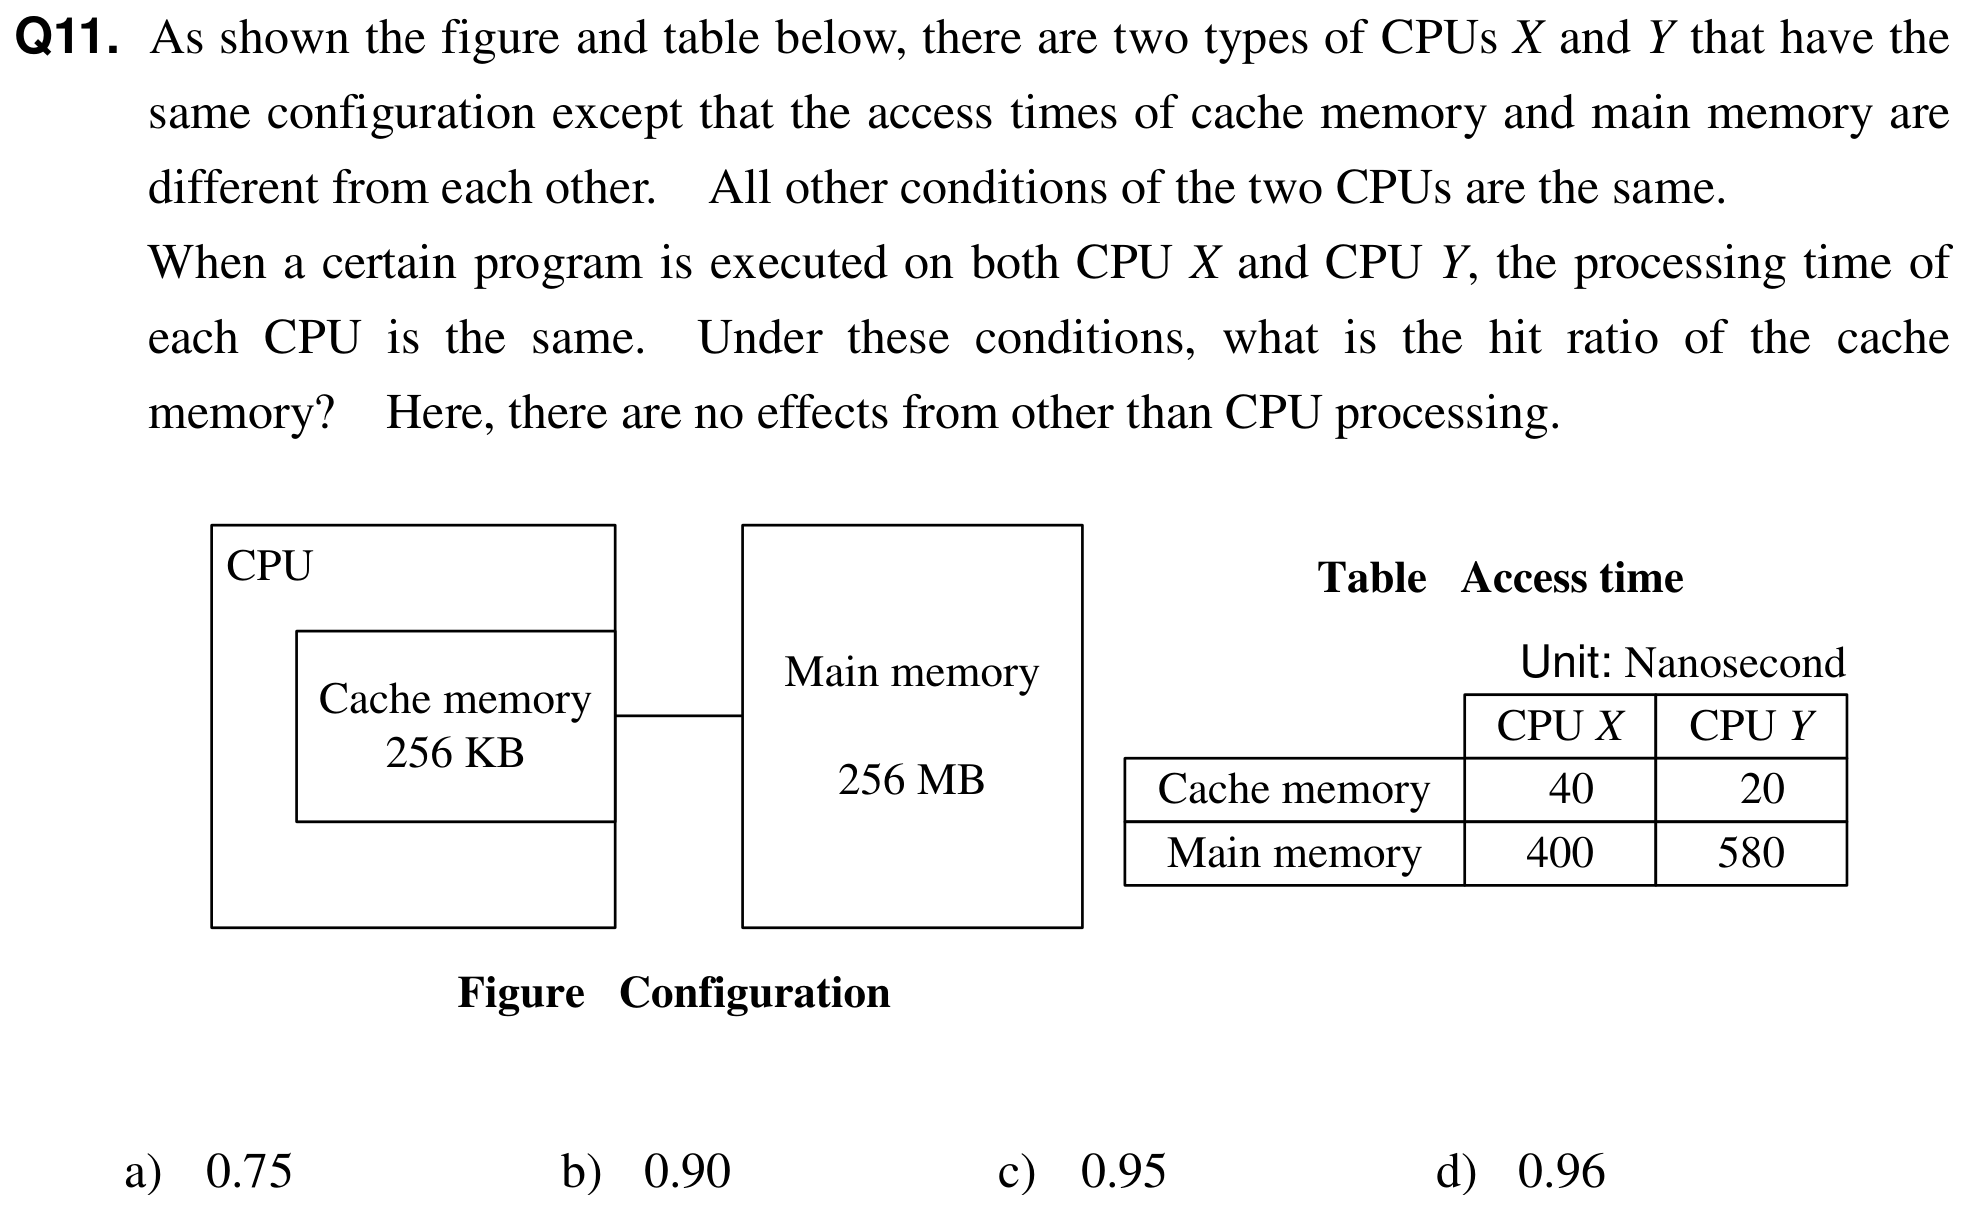 Q11. As shown the figure and table below, there are two types of CPUs X and Y that have the
same configuration except that the access times of cache memory and main memory are
different from each other. All other conditions of the two CPUs are the same.
When a certain program is executed on both CPU X and CPU Y, the processing time of
each CPU is the same. Under these conditions, what is the hit ratio of the cache
memory? Here, there are no effects from other than CPU processing.
CPU
Cache memory
256 KB
Main memory
256 MB
Figure Configuration
Table Access time
Unit: Nanosecond
CPU X CPU Y
Cache memory 40 20
Main memory 400 580
a) 0.75 b) 0.90 c) 0.95 d) 0.96